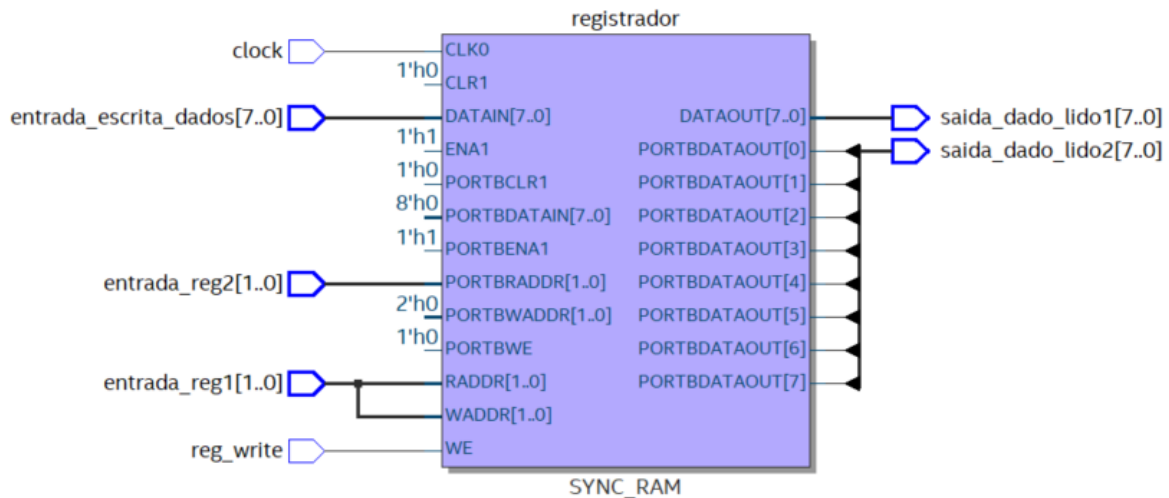 registrador
clock
CLK0
1'h0
CLR1
entrada_escrita_dados[7..0]
DATAIN[7..0]
DATAOUT[7..0]
saida_dado_lido1[7..0]
1'h1
ENA1
PORTBDATAOUT[0]
saida_dado_lido2[7..0]
1'h0
PORTBCLR1
PORTBDATAOUT[1]
8'h0
PORTBDATAIN[7..0]
PORTBDATAOUT[2]
1'h1
PORTBENA1
PORTBDATAOUT[3]
entrada_reg2[1..0]
PORTBRADDR[1..0]
PORTBDATAOUT[4]
2'h0
PORTBWADDR[1..0]
PORTBDATAOUT[5]
1'h0
PORTBWE
PORTBDATAOUT[6]
entrada_reg1[1..0]
RADDR[1..0]
PORTBDATAOUT[7]
WADDR[1..0]
reg_write
WE
SYNC_RAM